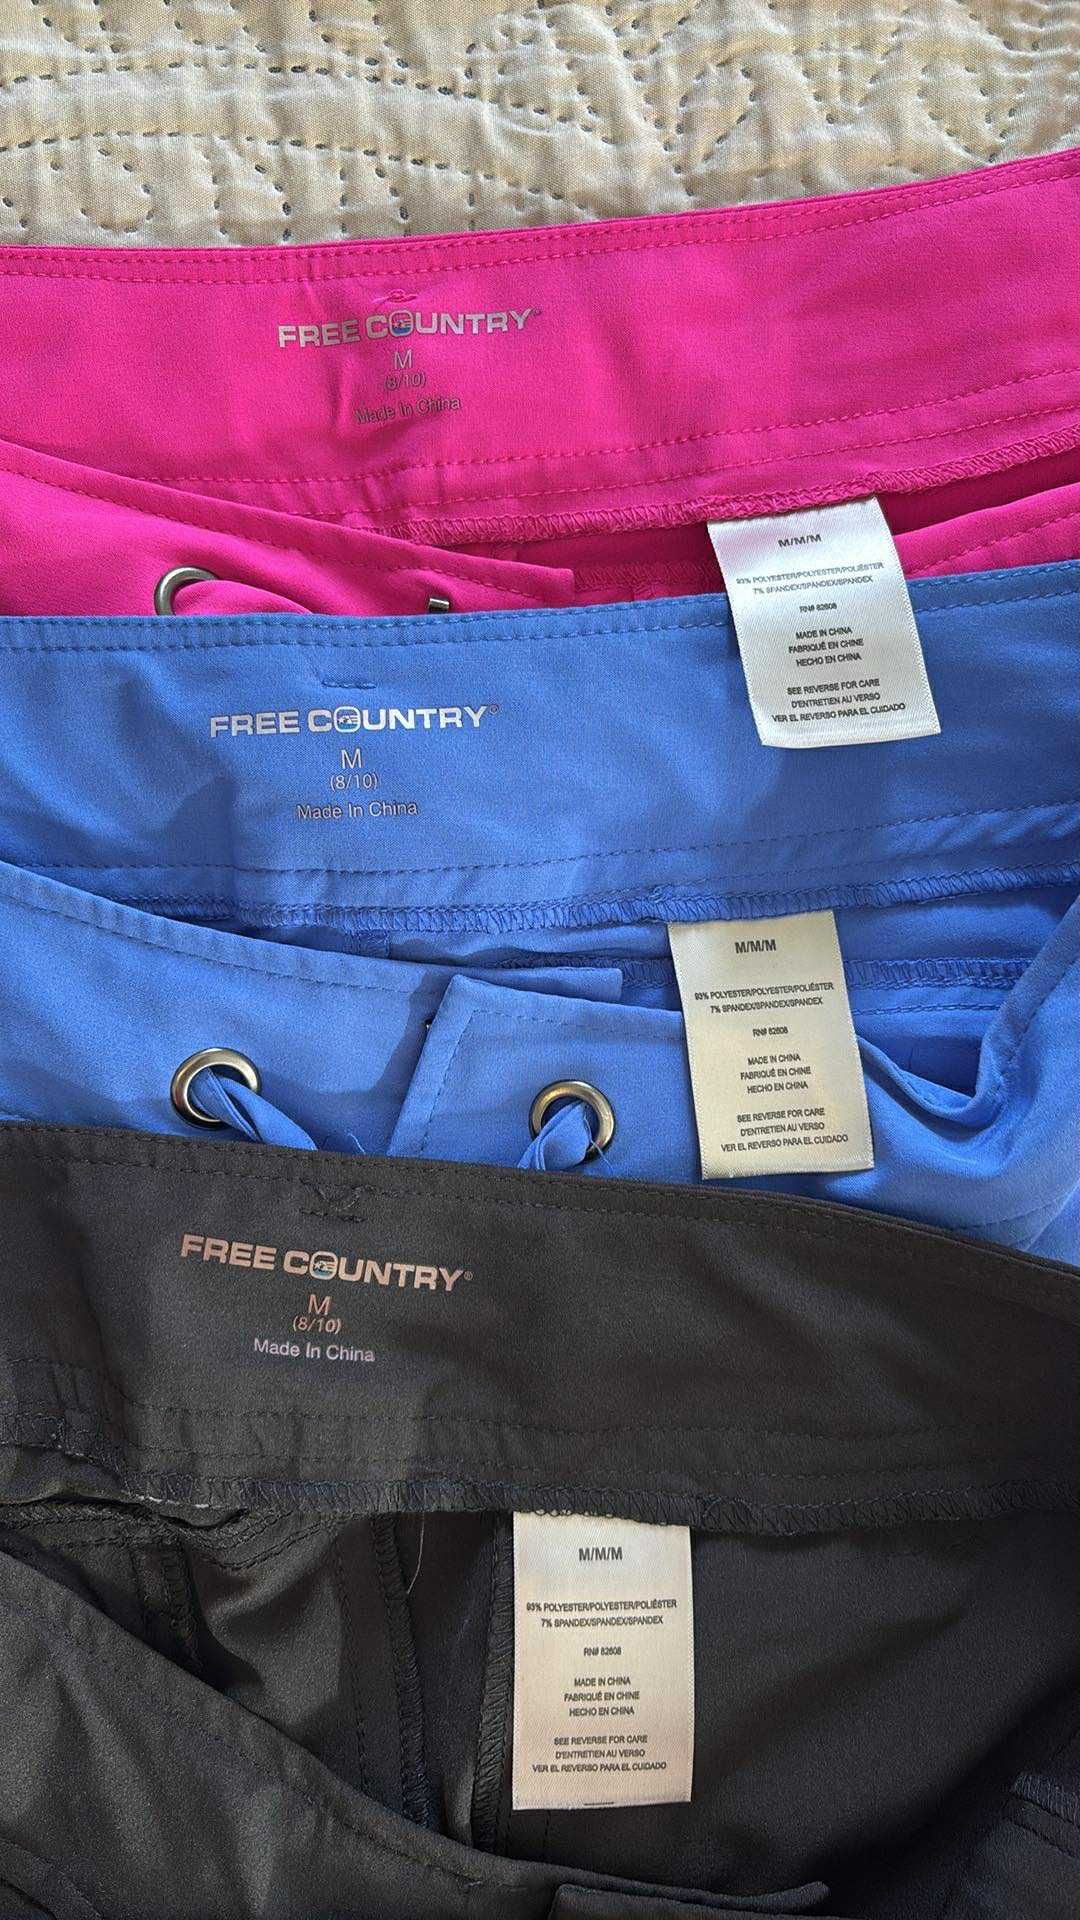 FREE COUNTRY®
M
(8/10)
Made In China
M/M/M
93% POLYESTER/POLYESTER/POLIÉSTER
7% SPANDEX/SPANDEX/SPANDEX
RN# 82608
MADE IN CHINA
FABRIQUÉ EN CHINE
HECHO EN CHINA
SEE REVERSE FOR CARE
D'ENTRETIEN AU VERSO
VER EL REVERSO PARA EL CUIDADO
FREE COUNTRY®
M
(8/10)
Made In China
M/M/M
93% POLYESTER/POLYESTER/POLIÉSTER
7% SPANDEX/SPANDEX/SPANDEX
RN# 82608
MADE IN CHINA
FABRIQUÉ EN CHINE
HECHO EN CHINA
SEE REVERSE FOR CARE
D'ENTRETIEN AU VERSO
VER EL REVERSO PARA EL CUIDADO
FREE COUNTRY®
M
(8/10)
Made In China
M/M/M
93% POLYESTER/POLYESTER/POLIÉSTER
7% SPANDEX/SPANDEX/SPANDEX
RN# 82608
MADE IN CHINA
FABRIQUÉ EN CHINE
HECHO EN CHINA
SEE REVERSE FOR CARE
D'ENTRETIEN AU VERSO
VER EL REVERSO PARA EL CUIDADO